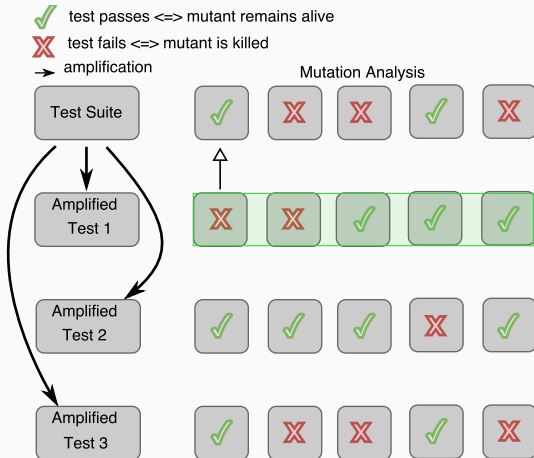 test passes <=> mutant remains alive
test fails <=> mutant is killed
amplification
Mutation Analysis
Test Suite
Amplified
Test 1
Amplified
Test 2
Amplified
Test 3